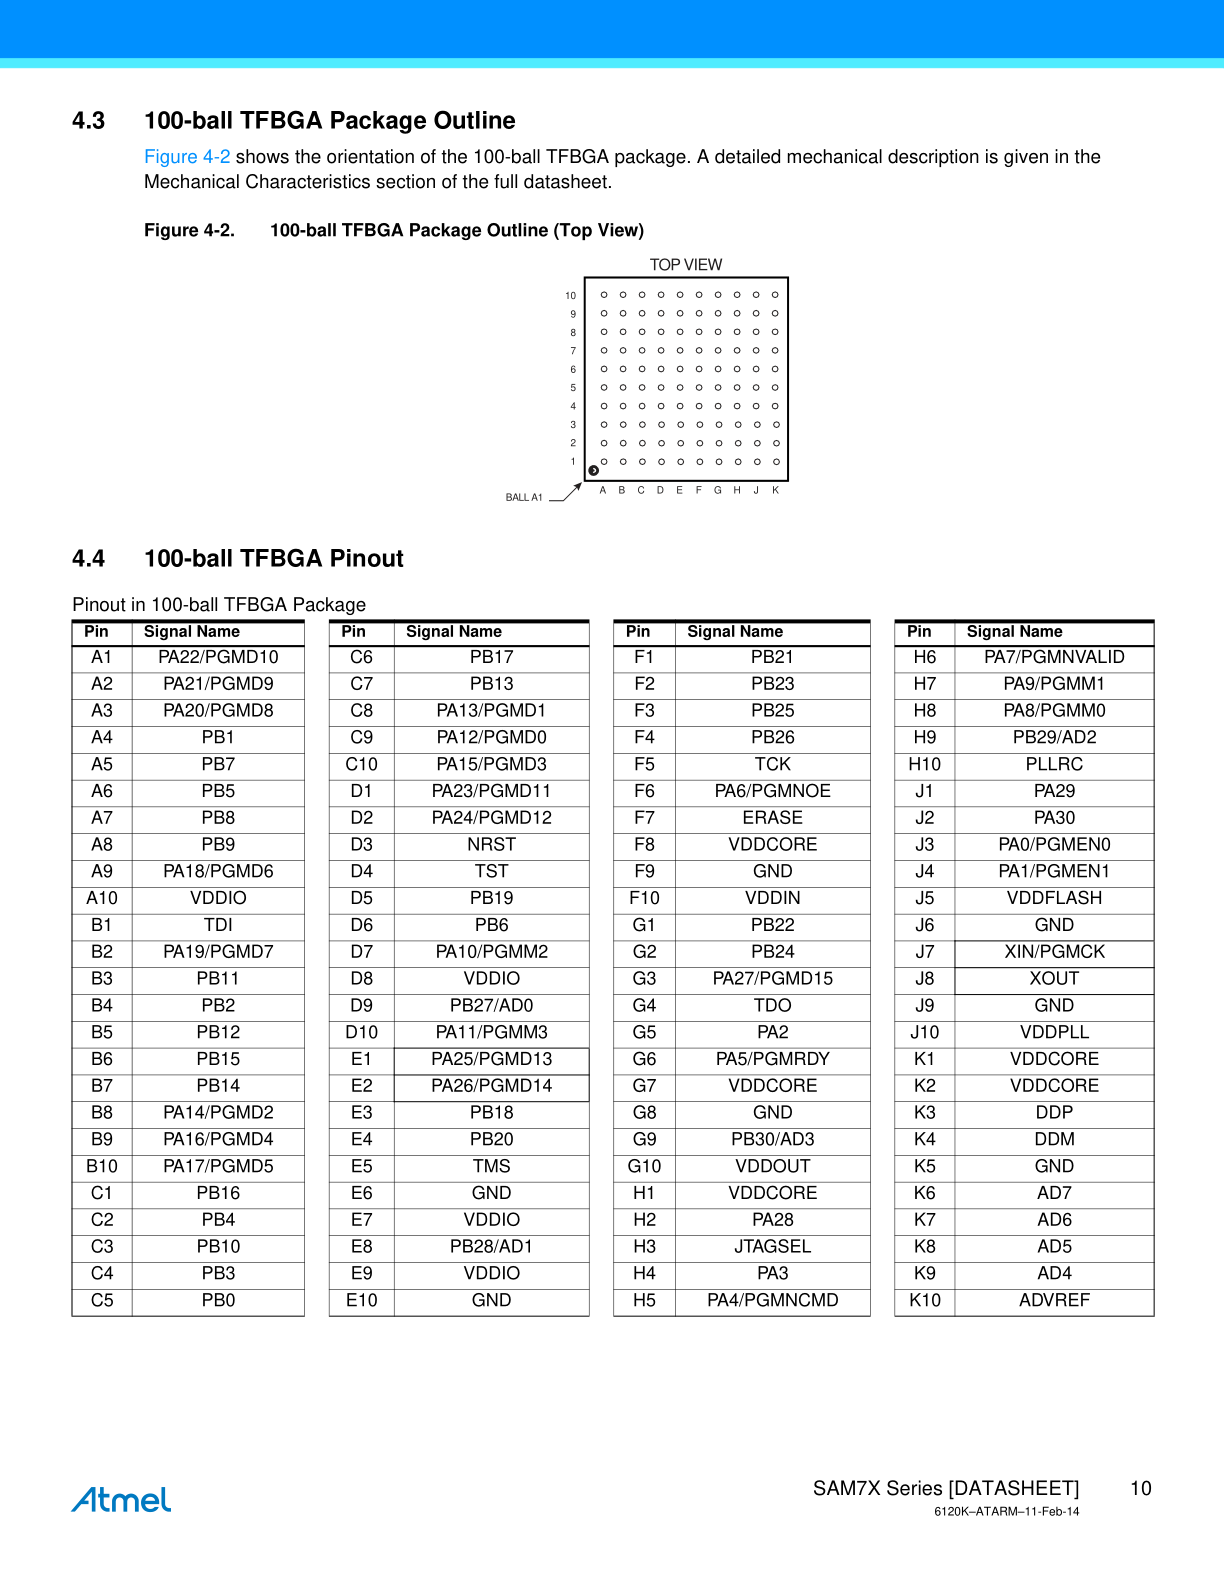 4.3 100-ball TFBGA Package Outline
Figure 4-2 shows the orientation of the 100-ball TFBGA package. A detailed mechanical description is given in the
Mechanical Characteristics section of the full datasheet.
Figure 4-2. 100-ball TFBGA Package Outline (Top View)
TOP VIEW
10
9
8
7
6
5
4
3
2
1
BALL A1
A B C D E F G H J K
4.4 100-ball TFBGA Pinout
Pinout in 100-ball TFBGA Package
Pin Signal Name Pin Signal Name Pin Signal Name Pin Signal Name
A1 PA22/PGMD10 C6 PB17 F1 PB21 H6 PA7/PGMNVALID
A2 PA21/PGMD9 C7 PB13 F2 PB23 H7 PA9/PGMM1
A3 PA20/PGMD8 C8 PA13/PGMD1 F3 PB25 H8 PA8/PGMM0
A4 PB1 C9 PA12/PGMD0 F4 PB26 H9 PB29/AD2
A5 PB7 C10 PA15/PGMD3 F5 TCK H10 PLLRC
A6 PB5 D1 PA23/PGMD11 F6 PA6/PGMNOE J1 PA29
A7 PB8 D2 PA24/PGMD12 F7 ERASE J2 PA30
A8 PB9 D3 NRST F8 VDDCORE J3 PA0/PGMEN0
A9 PA18/PGMD6 D4 TST F9 GND J4 PA1/PGMEN1
A10 VDDIO D5 PB19 F10 VDDIN J5 VDDFLASH
B1 TDI D6 PB6 G1 PB22 J6 GND
B2 PA19/PGMD7 D7 PA10/PGMM2 G2 PB24 J7 XIN/PGMCK
B3 PB11 D8 VDDIO G3 PA27/PGMD15 J8 XOUT
B4 PB2 D9 PB27/AD0 G4 TDO J9 GND
B5 PB12 D10 PA11/PGMM3 G5 PA2 J10 VDDPLL
B6 PB15 E1 PA25/PGMD13 G6 PA5/PGMRDY K1 VDDCORE
B7 PB14 E2 PA26/PGMD14 G7 VDDCORE K2 VDDCORE
B8 PA14/PGMD2 E3 PB18 G8 GND K3 DDP
B9 PA16/PGMD4 E4 PB20 G9 PB30/AD3 K4 DDM
B10 PA17/PGMD5 E5 TMS G10 VDDOUT K5 GND
C1 PB16 E6 GND H1 VDDCORE K6 AD7
C2 PB4 E7 VDDIO H2 PA28 K7 AD6
C3 PB10 E8 PB28/AD1 H3 JTAGSEL K8 AD5
C4 PB3 E9 VDDIO H4 PA3 K9 AD4
C5 PB0 E10 GND H5 PA4/PGMNCMD K10 ADVREF
Atmel
SAM7X Series [DATASHEET] 10
6120K–ATARM–11-Feb-14